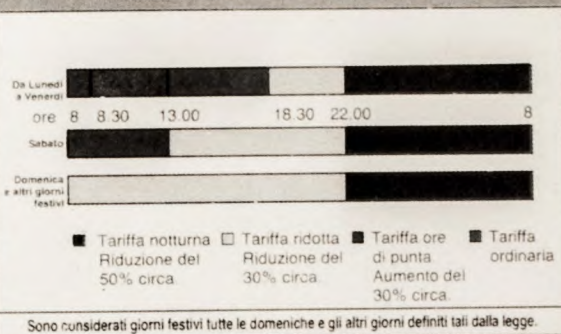 Da Lunedì
a Venerdì
ore 8 8.30 13.00 18.30 22.00 8
Sabato
Domenica
e altri giorni
festivi
Tariffa notturna
Riduzione del
50% circa.
Tariffa ridotta
Riduzione del
30% circa.
Tariffa ore
di punta
Aumento del
30% circa.
Tariffa
ordinaria
Sono considerati giorni festivi tutte le domeniche e gli altri giorni definiti tali dalla legge.